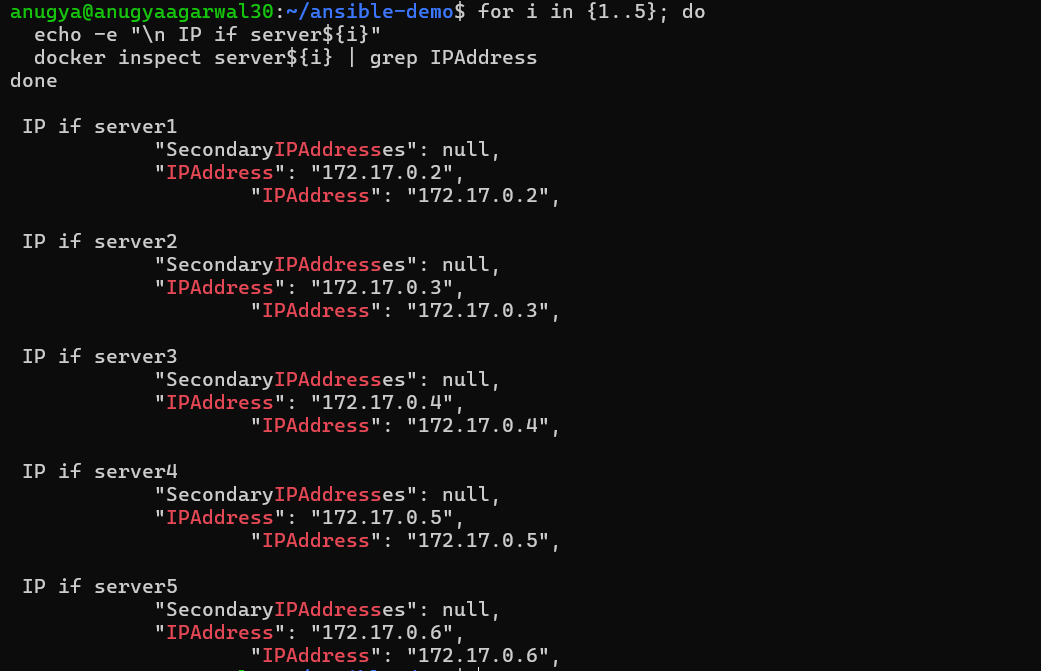 anugya@anugyaagarwal30:~/ansible-demo$ for i in {1..5}; do
  echo -e "\n IP if server${i}"
  docker inspect server${i} | grep IPAddress
done

 IP if server1
            "SecondaryIPAddresses": null,
            "IPAddress": "172.17.0.2",
                    "IPAddress": "172.17.0.2",

 IP if server2
            "SecondaryIPAddresses": null,
            "IPAddress": "172.17.0.3",
                    "IPAddress": "172.17.0.3",

 IP if server3
            "SecondaryIPAddresses": null,
            "IPAddress": "172.17.0.4",
                    "IPAddress": "172.17.0.4",

 IP if server4
            "SecondaryIPAddresses": null,
            "IPAddress": "172.17.0.5",
                    "IPAddress": "172.17.0.5",

 IP if server5
            "SecondaryIPAddresses": null,
            "IPAddress": "172.17.0.6",
                    "IPAddress": "172.17.0.6",